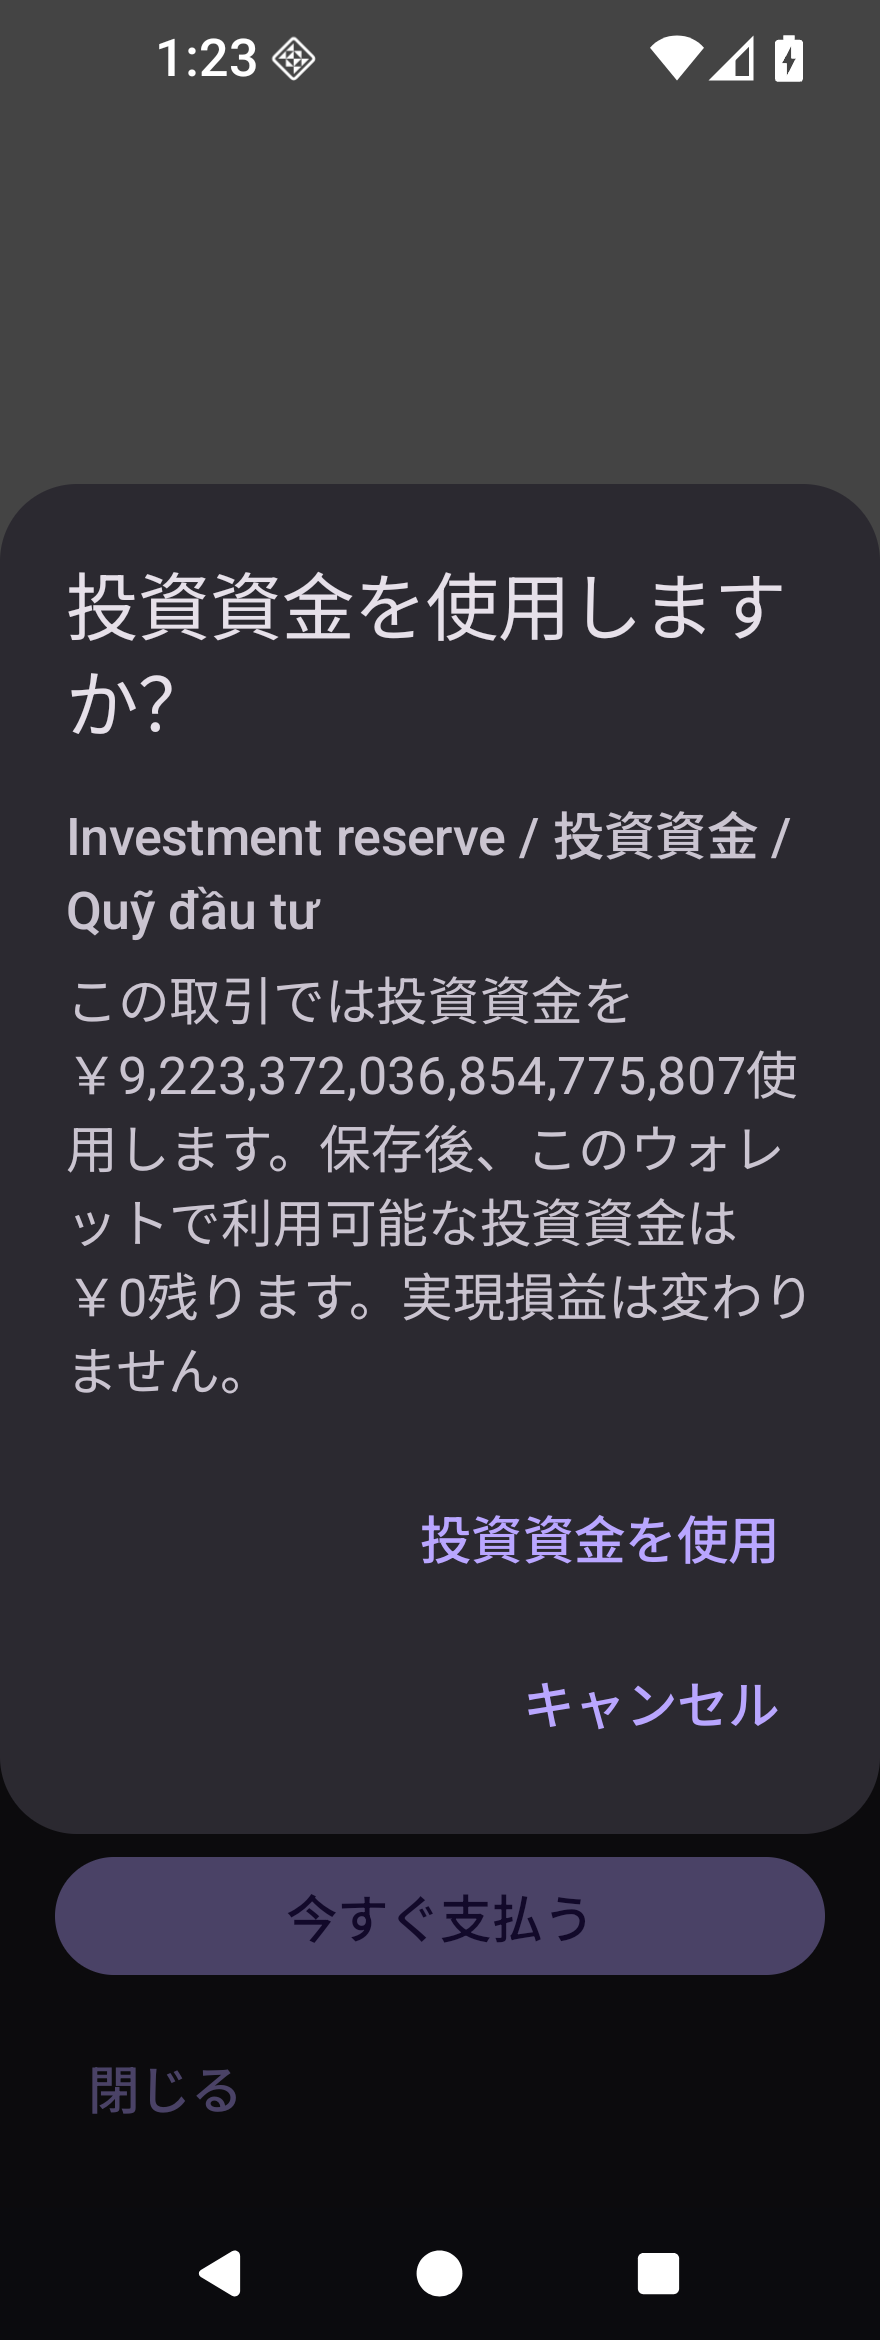 1:23
投資資金を使用します
か?
Investment reserve / 投資資金 /
Quỹ đầu tư
この取引では投資資金を
￥9,223,372,036,854,775,807使
用します。保存後、このウォレ
ットで利用可能な投資資金は
￥0残ります。実現損益は変わり
ません。
投資資金を使用
キャンセル
今すぐ支払う
閉じる